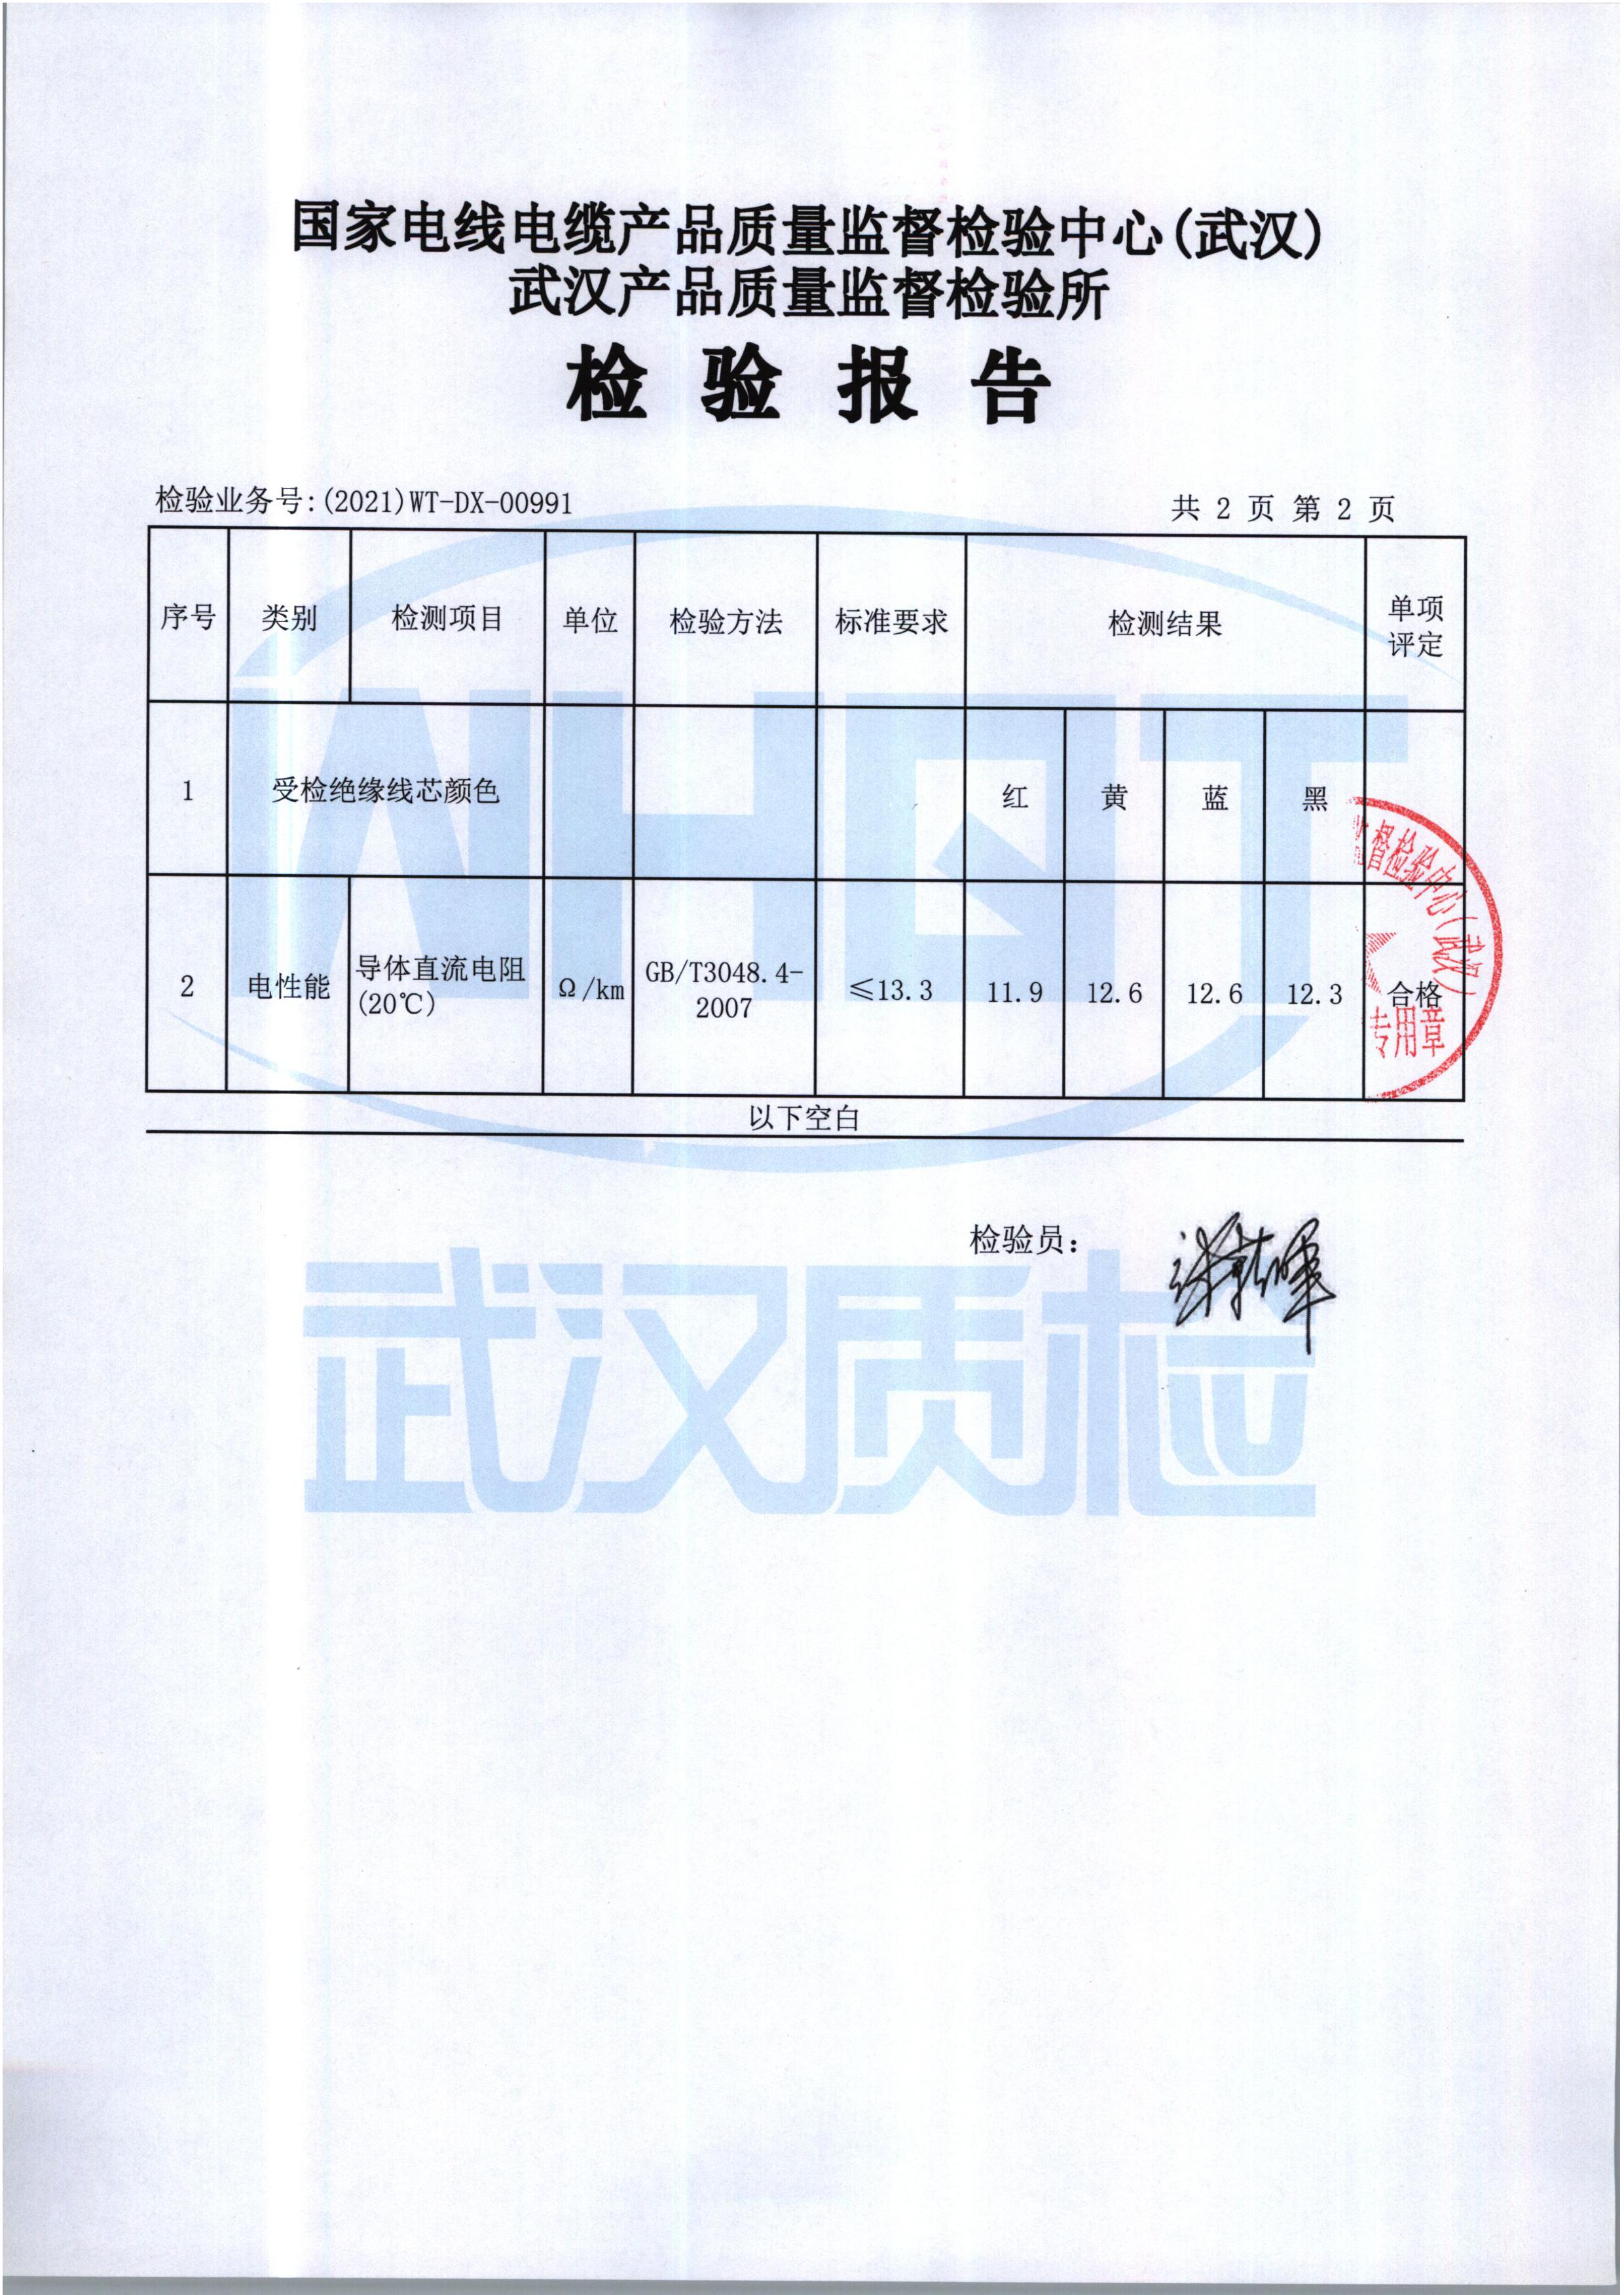 国家电线电缆产品质量监督检验中心(武汉)
武汉产品质量监督检验所
检验报告
检验业务号:(2021)WT-DX-00991
共 2 页 第 2 页
序号 类别 检测项目 单位 检验方法 标准要求 检测结果 单项
评定
1 受检绝缘线芯颜色 红 黄 蓝 黑
2 电性能 导体直流电阻
(20℃) Ω/km GB/T3048.4-
2007 ≤13.3 11.9 12.6 12.6 12.3 合格
督检验中心(武汉)
专用章
以下空白
检验员:
WHQT
武汉质检